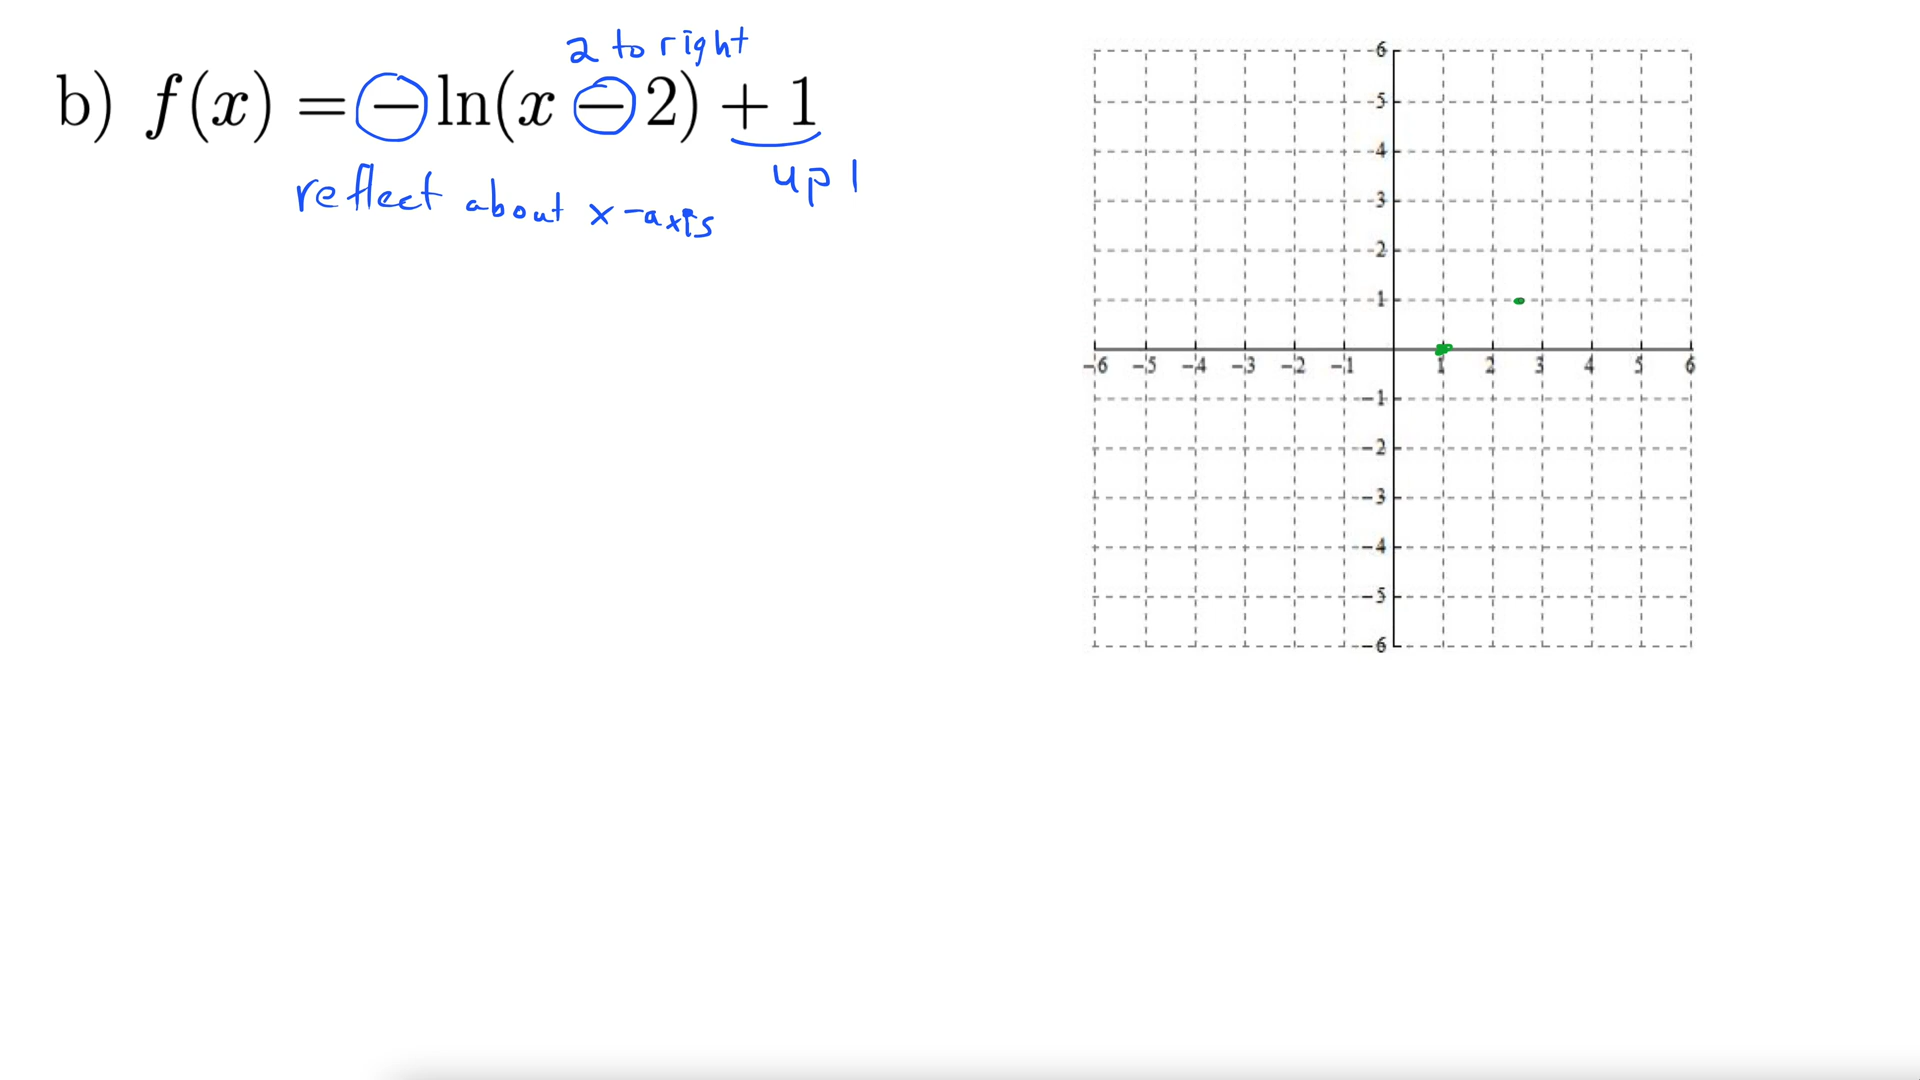 2 to right
b) f(x) = −ln(x − 2) + 1
up 1
reflect about x-axis
6
5
4
3
2
1
-6 -5 -4 -3 -2 -1 1 2 3 4 5 6
-1
-2
-3
-4
-5
-6